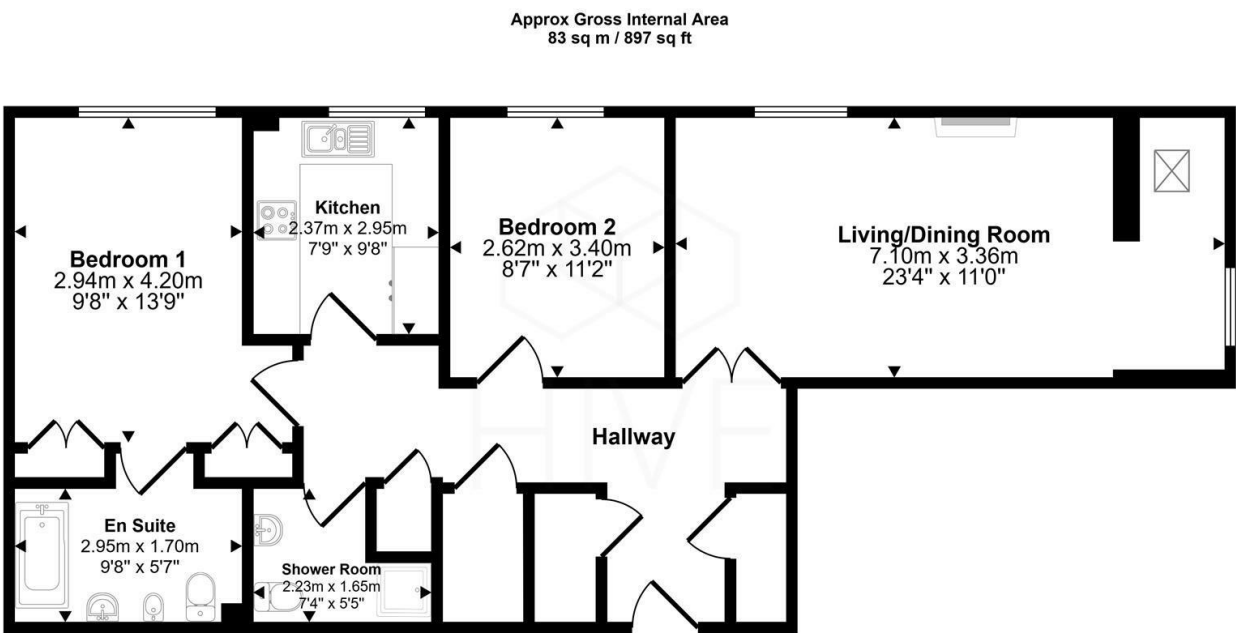 Approx Gross Internal Area
83 sq m / 897 sq ft
Bedroom 1
2.94m x 4.20m
9'8" x 13'9"
Kitchen
2.37m x 2.95m
7'9" x 9'8"
Bedroom 2
2.62m x 3.40m
8'7" x 11'2"
Living/Dining Room
7.10m x 3.36m
23'4" x 11'0"
Hallway
HMF
En Suite
2.95m x 1.70m
9'8" x 5'7"
Shower Room
2.23m x 1.65m
7'4" x 5'5"